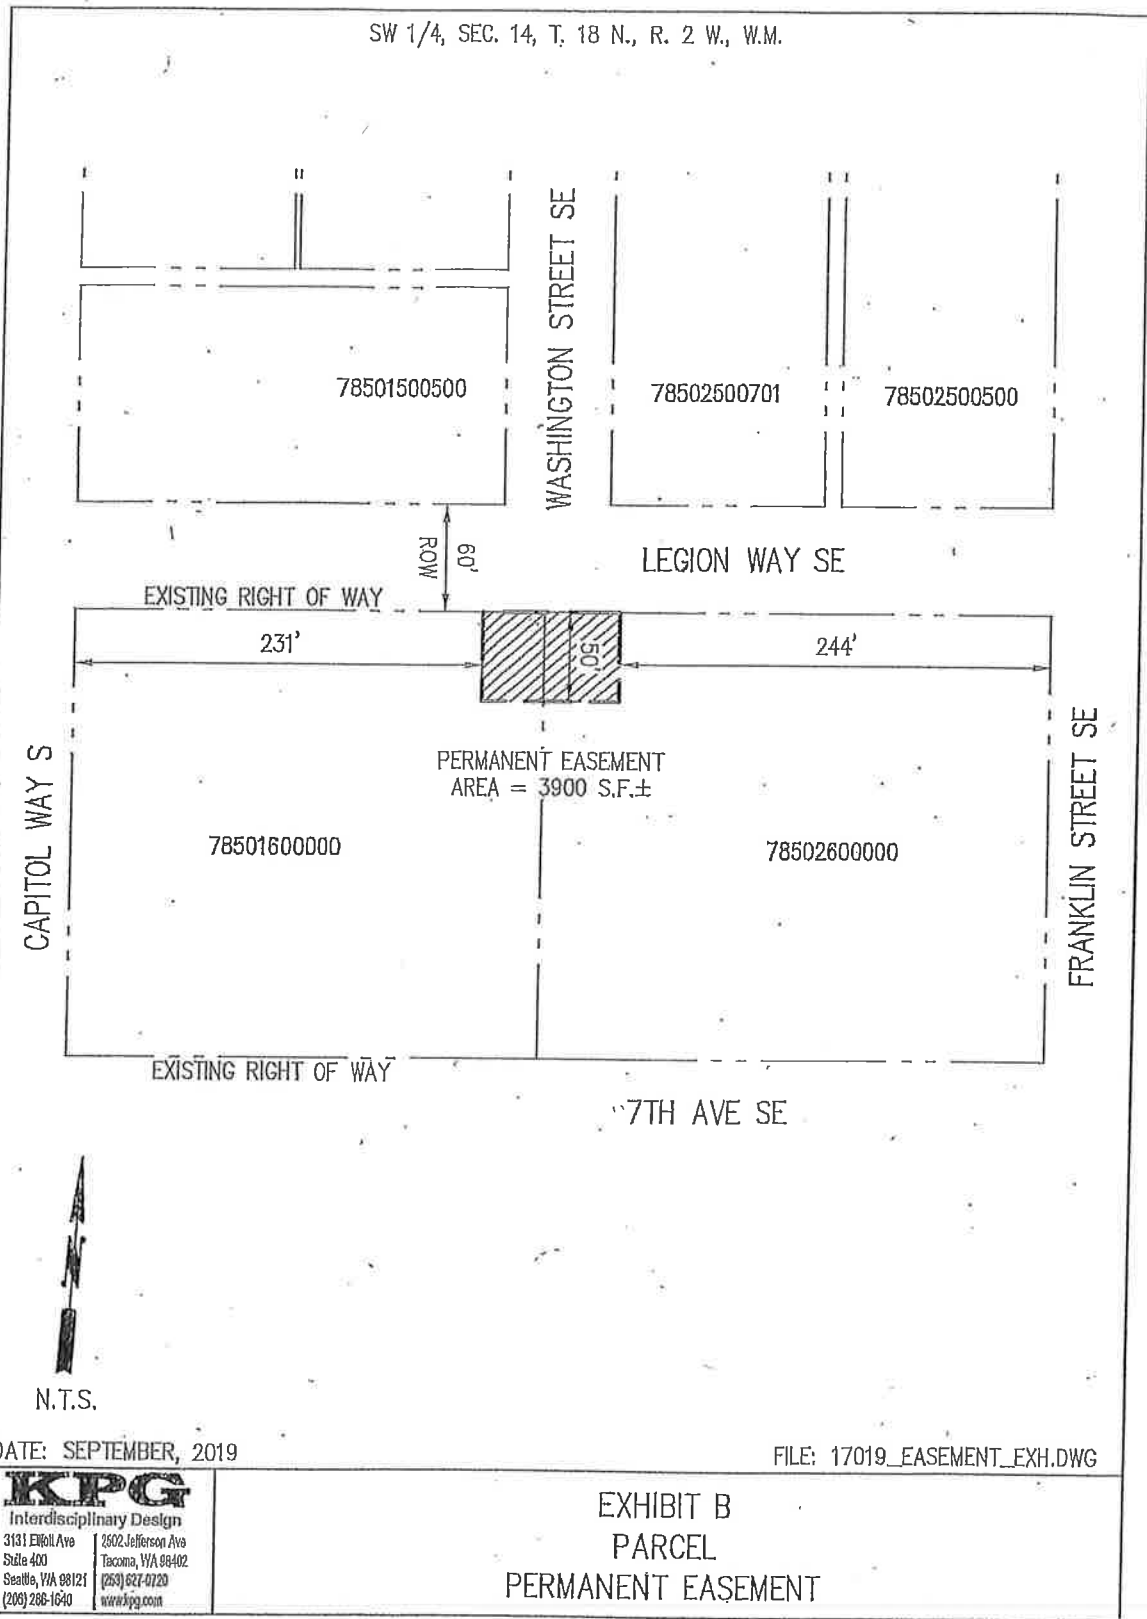 SW 1/4, SEC. 14, T. 18 N., R. 2 W., W.M.
WASHINGTON STREET SE
78501500500
78502500701
78502500500
60'
ROW
LEGION WAY SE
EXISTING RIGHT OF WAY
231'
50'
244'
CAPITOL WAY S
PERMANENT EASEMENT
AREA = 3900 S.F.±
78501600000
78502600000
FRANKLIN STREET SE
EXISTING RIGHT OF WAY
7TH AVE SE
N
N.T.S.
DATE: SEPTEMBER, 2019
FILE: 17019_EASEMENT_EXH.DWG
KPG
Interdisciplinary Design
3131 Elliott Ave
Suite 400
Seattle, WA 98121
(206) 286-1640
2502 Jefferson Ave
Tacoma, WA 98402
(253) 627-0720
www.kpg.com
EXHIBIT B
PARCEL
PERMANENT EASEMENT